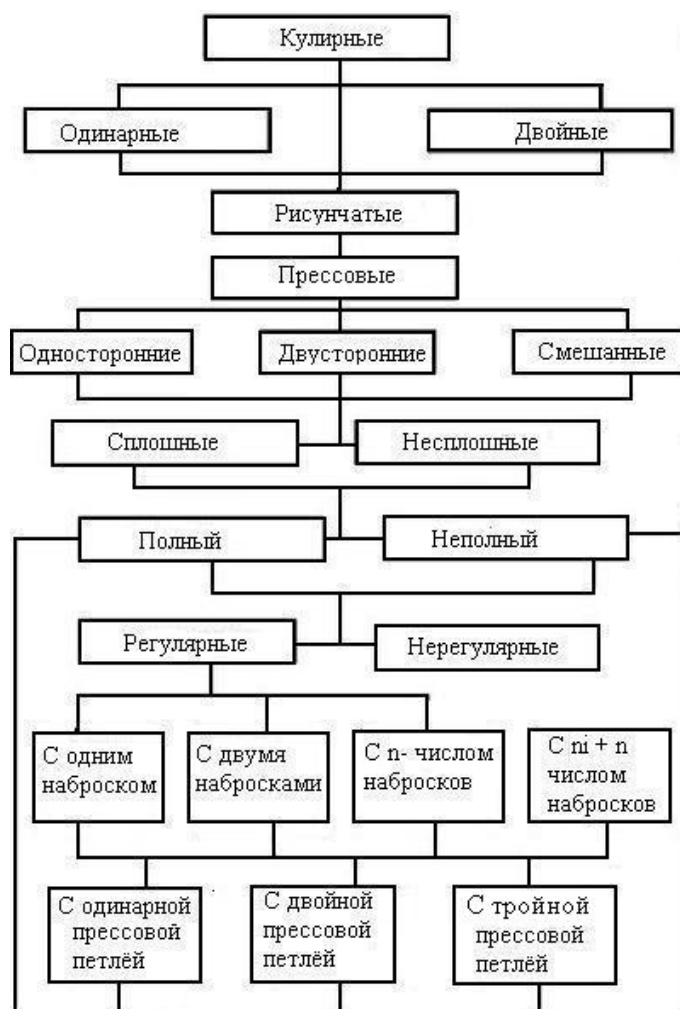 Кулирные
Одинарные
Двойные
Рисунчатые
Прессовые
Односторонние
Двусторонние
Смешанные
Сплошные
Несплошные
Полный
Неполный
Регулярные
Нерегулярные
С одним
наброском
С двумя
набросками
С n- числом
набросков
С ni + n
числом
набросков
С одинарной
прессовой
петлёй
С двойной
прессовой
петлёй
С тройной
прессовой
петлёй